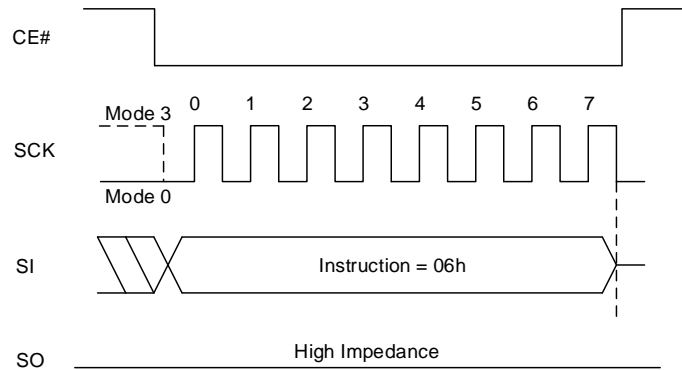 CE#
Mode 3
0 1 2 3 4 5 6 7
SCK
Mode 0
SI
Instruction = 06h
SO
High Impedance